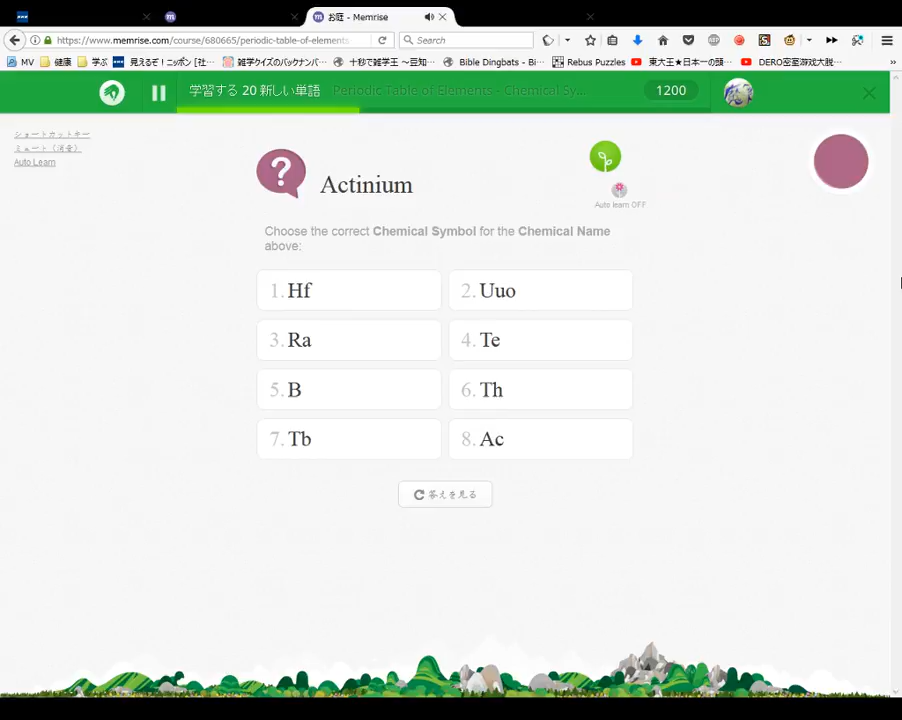 お庭 - Memrise
https://www.memrise.com/course/680665/periodic-table-of-elements.
Search
MV 健康 学ぶ 見えるぞ！ニッポン [社… 雑学クイズのバックナンバ… 十秒で雑学王 ～豆知… Bible Dingbats - Bi… Rebus Puzzles 東大王★日本一の頭… DERO密室游戏大脱…
学習する 20 新しい単語 Periodic Table of Elements - Chemical Sy... 1200
ショートカットキー
ミュート（消音）
Auto Learn
? Actinium
Auto learn OFF
Choose the correct Chemical Symbol for the Chemical Name
above:
1. Hf 2. Uuo
3. Ra 4. Te
5. B 6. Th
7. Tb 8. Ac
答えを見る